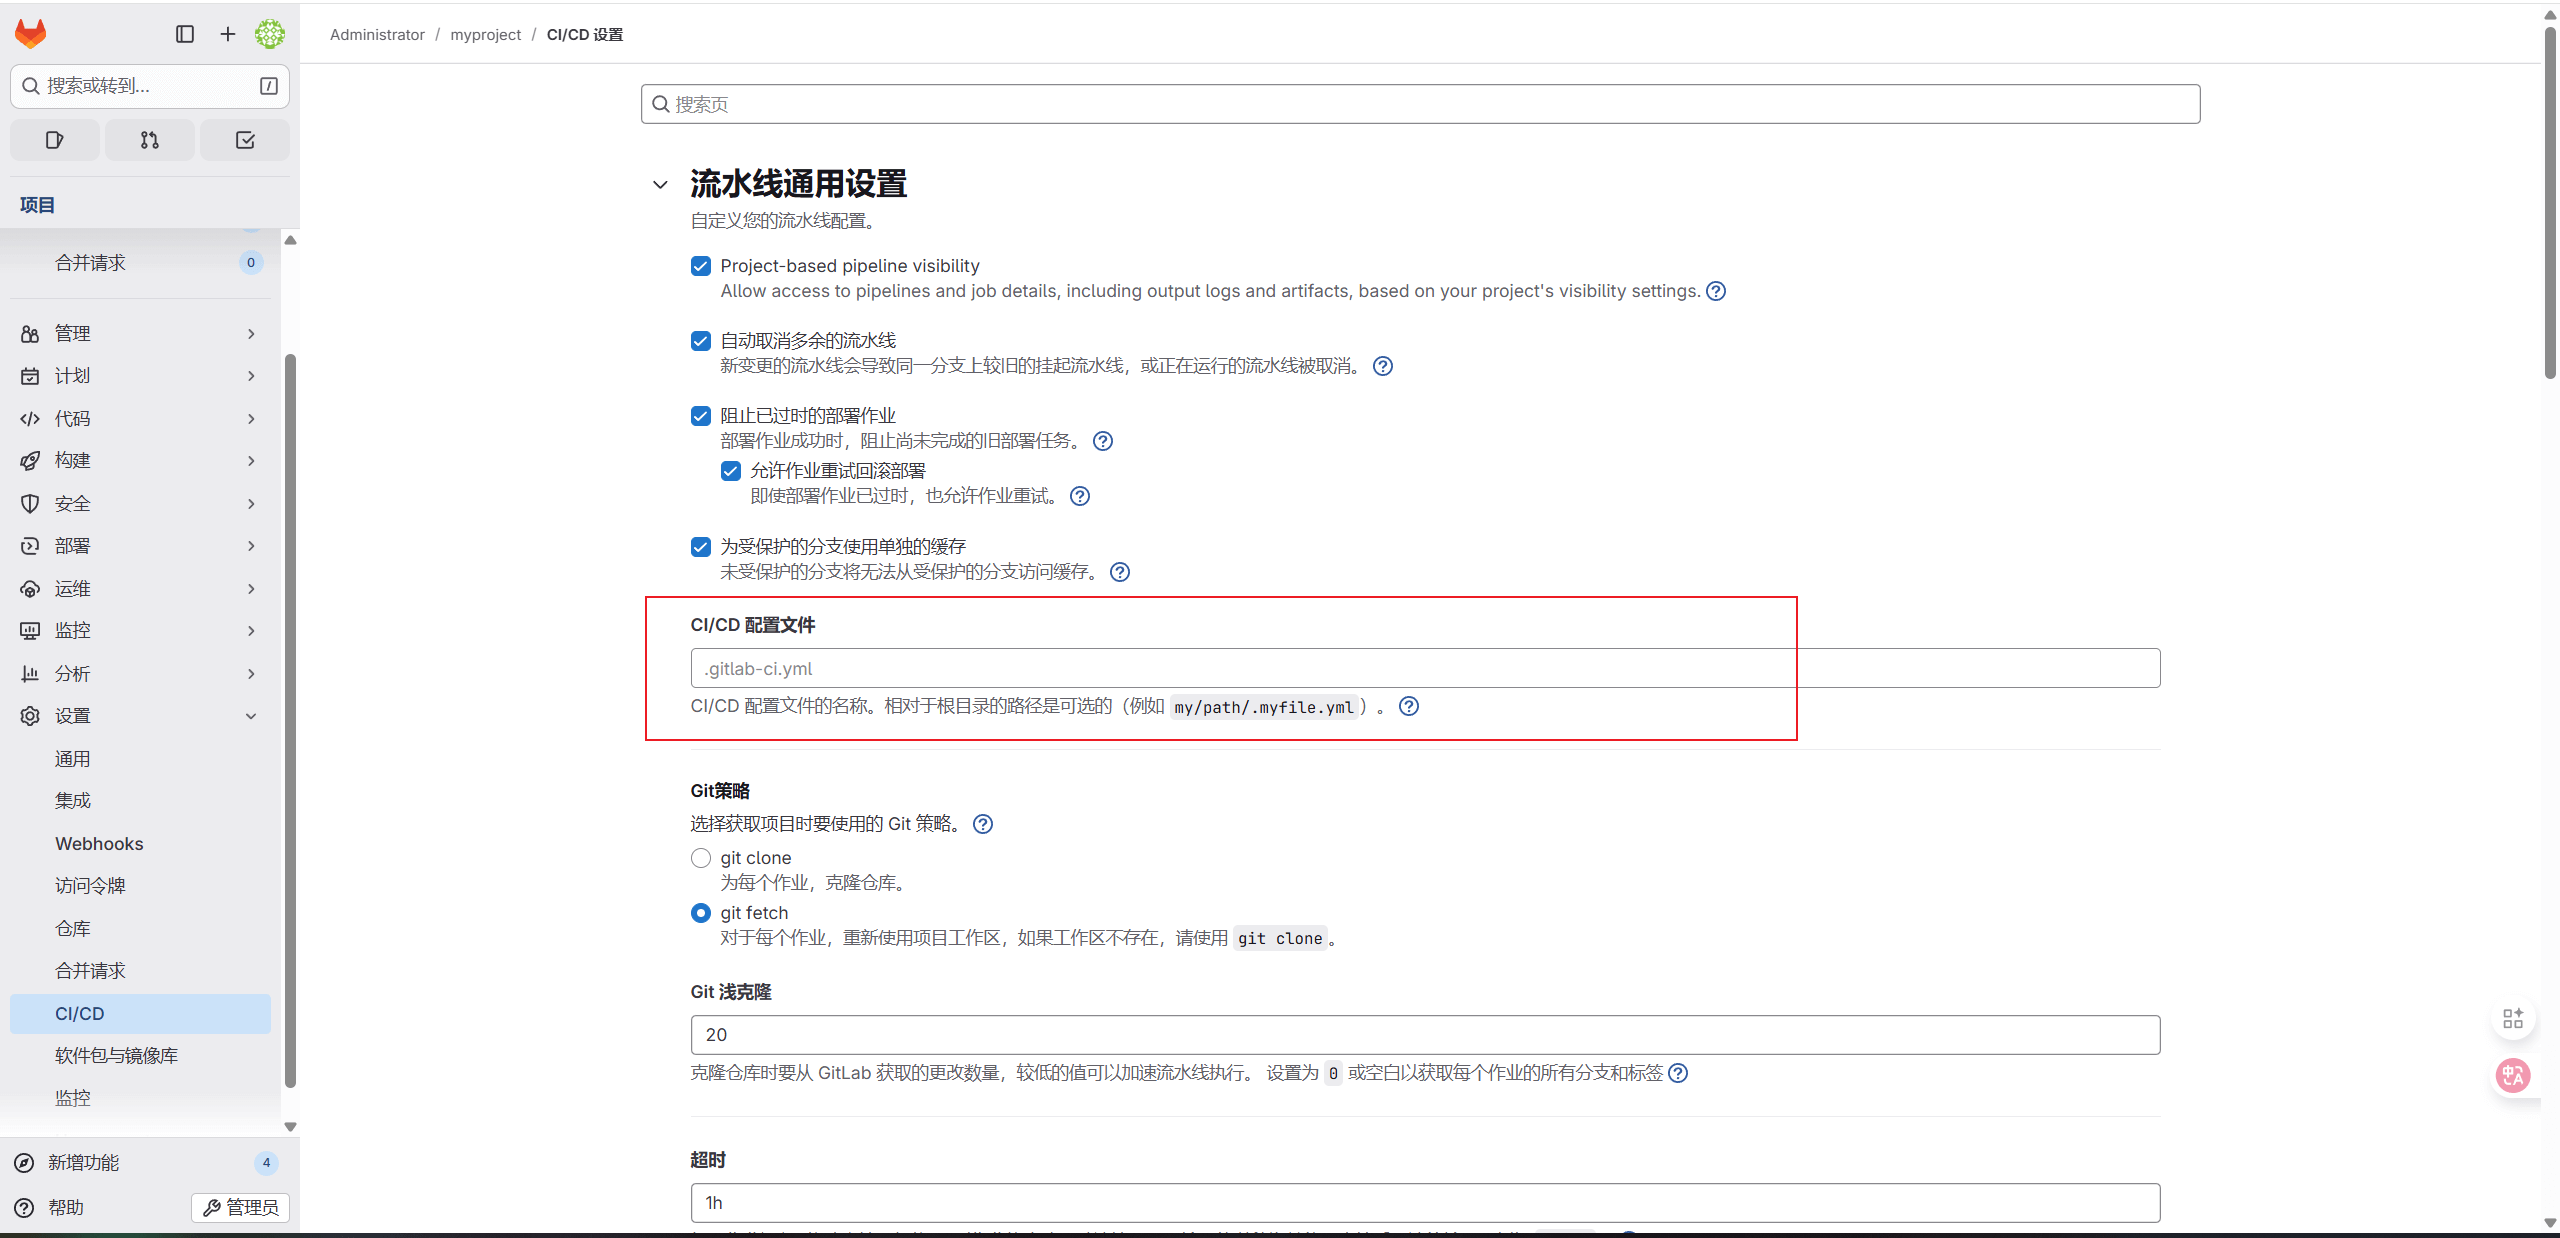 Administrator / myproject / CI/CD 设置
搜索或转到...
/
项目
合并请求 0
管理
计划
代码
构建
安全
部署
运维
监控
分析
设置
通用
集成
Webhooks
访问令牌
仓库
合并请求
CI/CD
软件包与镜像库
监控
新增功能 4
帮助
管理员
搜索页
流水线通用设置
自定义您的流水线配置。
Project-based pipeline visibility
Allow access to pipelines and job details, including output logs and artifacts, based on your project's visibility settings.
自动取消多余的流水线
新变更的流水线会导致同一分支上较旧的挂起流水线，或正在运行的流水线被取消。
阻止已过时的部署作业
部署作业成功时，阻止尚未完成的旧部署任务。
允许作业重试回滚部署
即使部署作业已过时，也允许作业重试。
为受保护的分支使用单独的缓存
未受保护的分支将无法从受保护的分支访问缓存。
CI/CD 配置文件
.gitlab-ci.yml
CI/CD 配置文件的名称。相对于根目录的路径是可选的（例如 my/path/.myfile.yml）。
Git策略
选择获取项目时要使用的 Git 策略。
git clone
为每个作业，克隆仓库。
git fetch
对于每个作业，重新使用项目工作区，如果工作区不存在，请使用 git clone。
Git 浅克隆
20
克隆仓库时要从 GitLab 获取的更改数量，较低的值可以加速流水线执行。 设置为 0 或空白以获取每个作业的所有分支和标签
超时
1h
中A